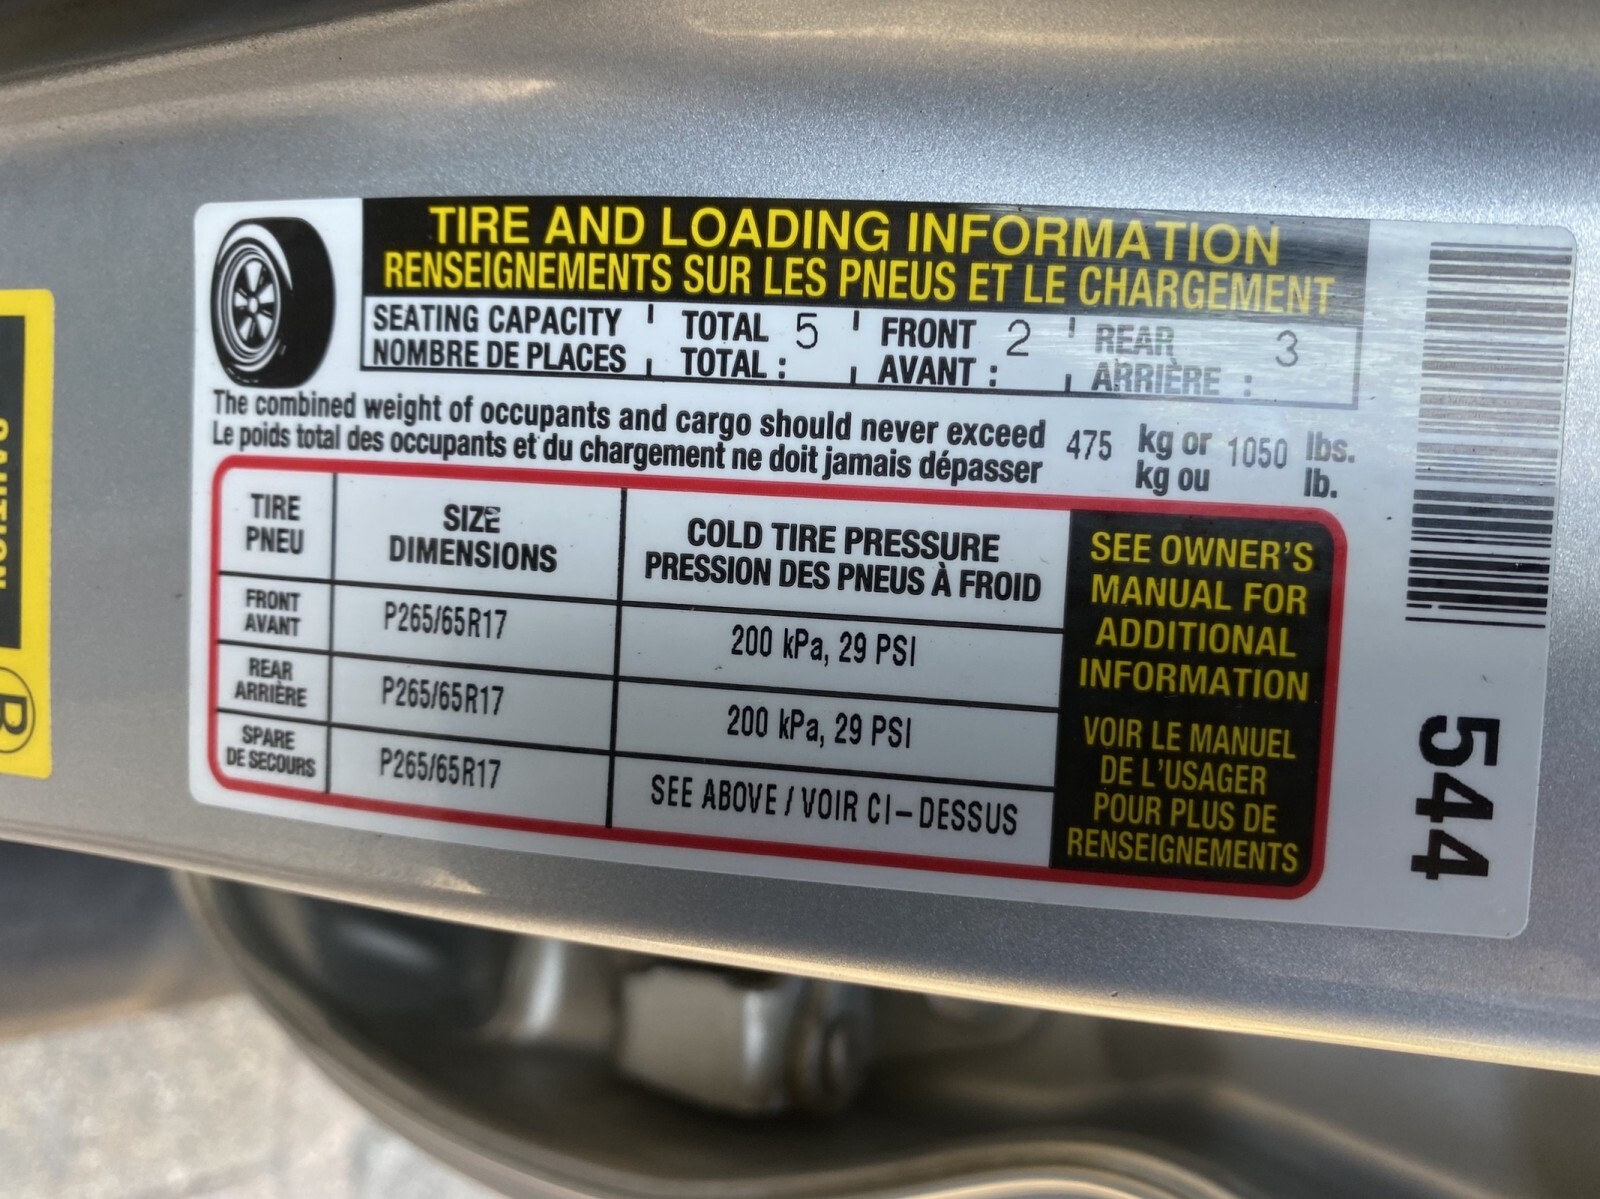 TIRE AND LOADING INFORMATION
RENSEIGNEMENTS SUR LES PNEUS ET LE CHARGEMENT
SEATING CAPACITY TOTAL 5 FRONT 2 REAR 3
NOMBRE DE PLACES TOTAL : AVANT : ARRIÈRE :
The combined weight of occupants and cargo should never exceed 475 kg or 1050 lbs.
Le poids total des occupants et du chargement ne doit jamais dépasser kg ou lb.
TIRE SIZE COLD TIRE PRESSURE
PNEU DIMENSIONS PRESSION DES PNEUS À FROID
FRONT P265/65R17 200 kPa, 29 PSI
AVANT
REAR P265/65R17 200 kPa, 29 PSI
ARRIÈRE
SPARE P265/65R17 SEE ABOVE / VOIR CI-DESSUS
DE SECOURS
SEE OWNER'S
MANUAL FOR
ADDITIONAL
INFORMATION
VOIR LE MANUEL
DE L'USAGER
POUR PLUS DE
RENSEIGNEMENTS
544
CAUTION